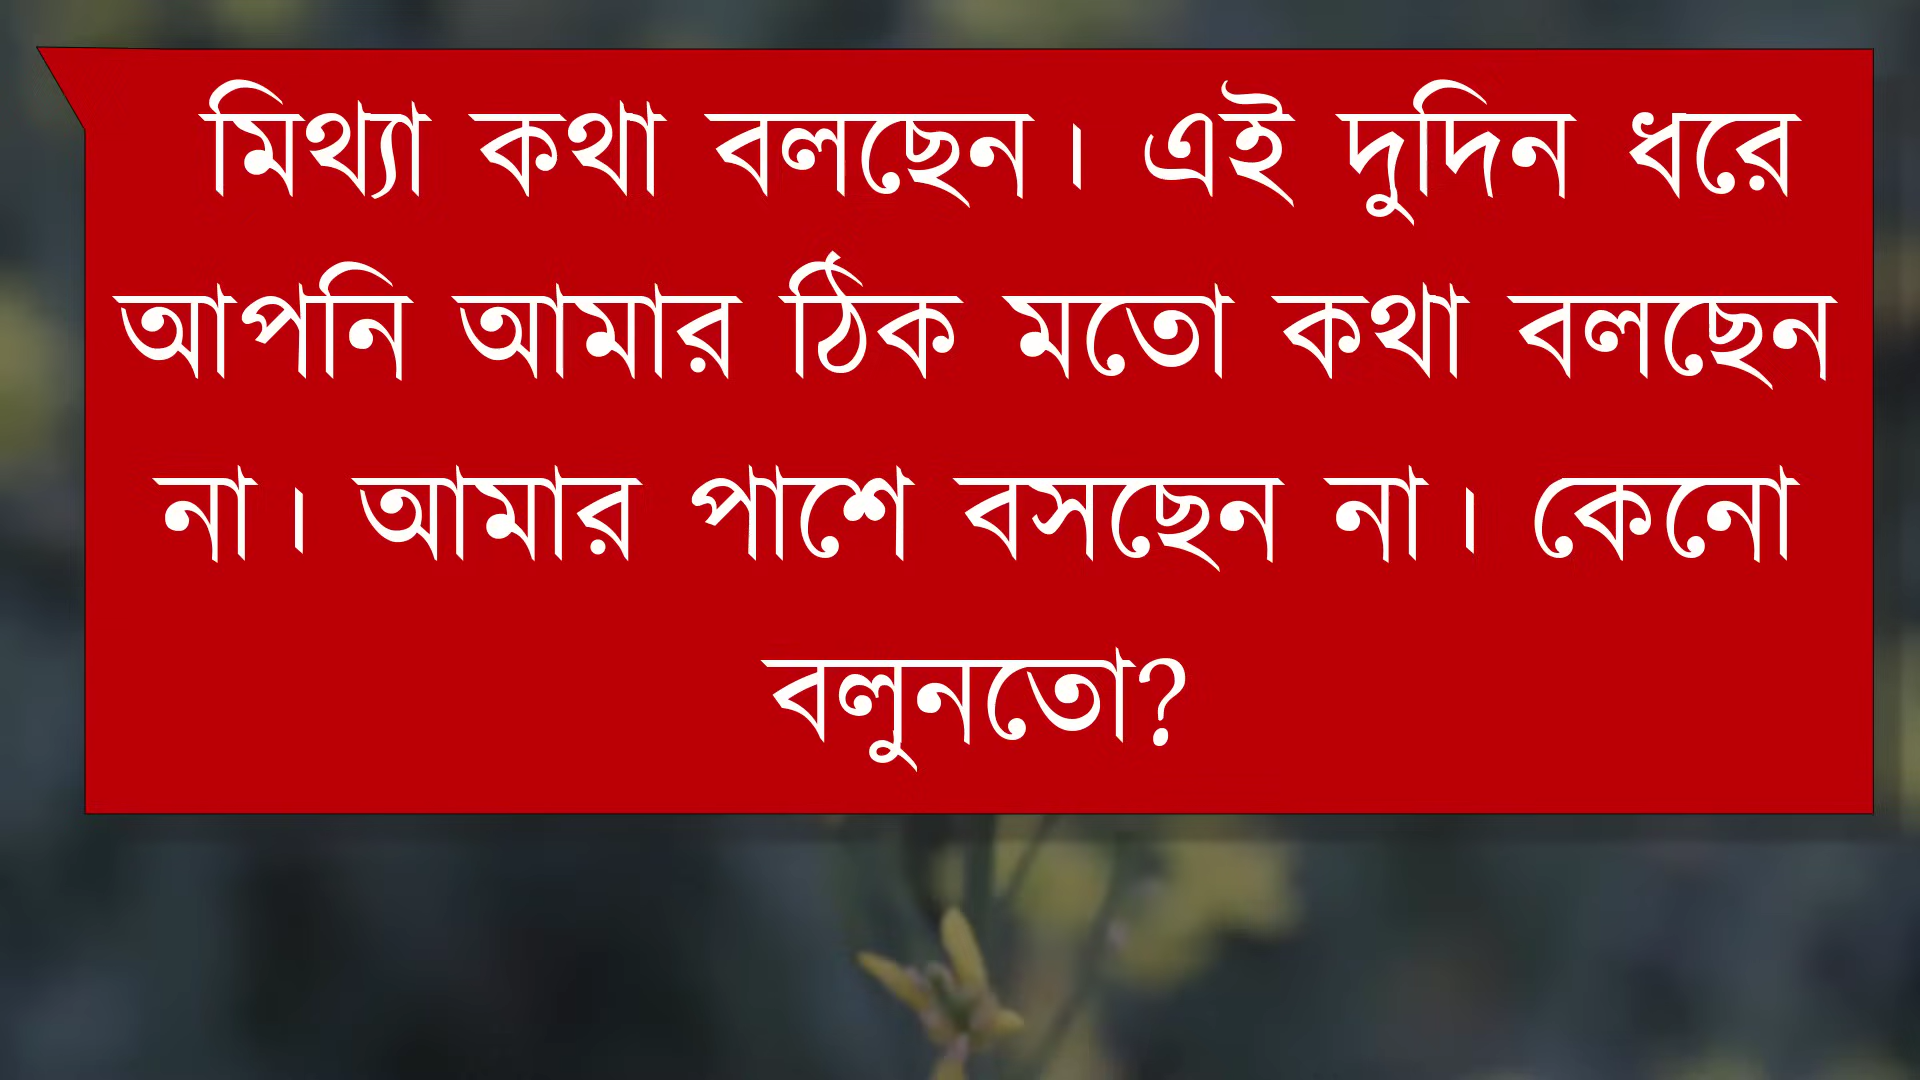 মিথ্যা কথা বলছেন। এই দুদিন ধরে
আপনি আমার ঠিক মতো কথা বলছেন
না। আমার পাশে বসছেন না। কেনো
বলুনতো?